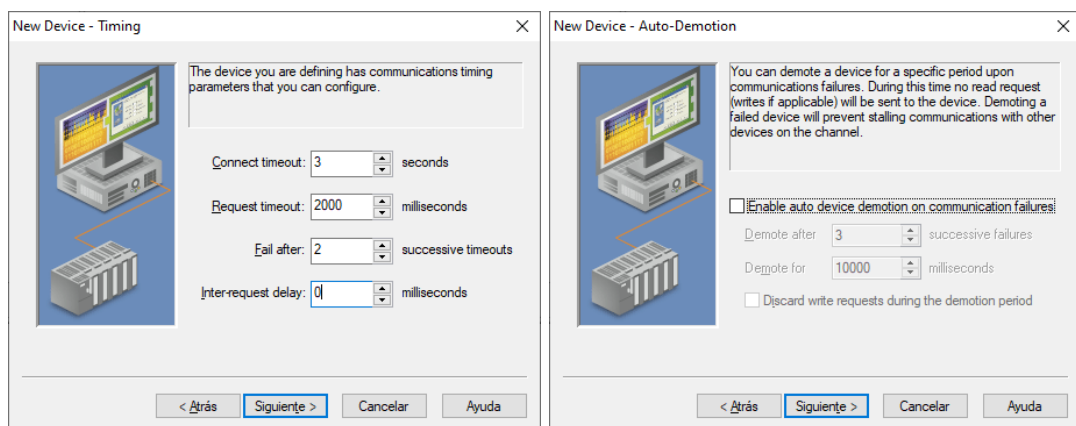 New Device - Timing
The device you are defining has communications timing
parameters that you can configure.
Connect timeout: 3 seconds
Request timeout: 2000 milliseconds
Fail after: 2 successive timeouts
Inter-request delay: 0 milliseconds
< Atrás Siguiente > Cancelar Ayuda
New Device - Auto-Demotion
You can demote a device for a specific period upon
communications failures. During this time no read request
(writes if applicable) will be sent to the device. Demoting a
failed device will prevent stalling communications with other
devices on the channel.
Enable auto device demotion on communication failures
Demote after 3 successive failures
Demote for 10000 milliseconds
Discard write requests during the demotion period
< Atrás Siguiente > Cancelar Ayuda